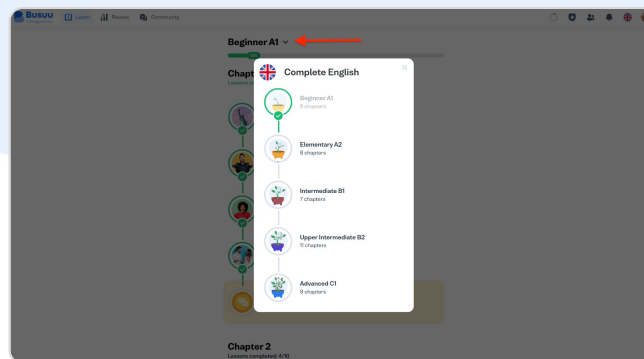 BUSUU
Learn
Review
Community
Beginner A1
Complete English
Beginner A1
8 chapters
Elementary A2
8 chapters
Intermediate B1
7 chapters
Upper Intermediate B2
11 chapters
Advanced C1
9 chapters
Chapter 2
Lessons completed: 4/10